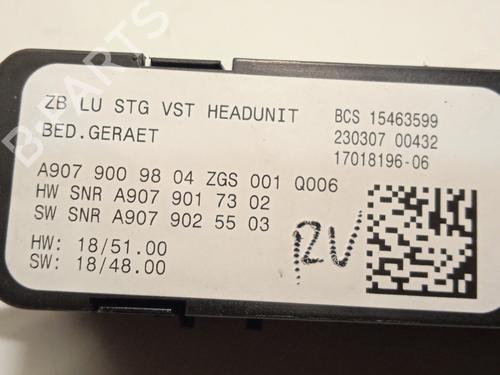 ZB LU STG VST HEADUNIT
BED.GERAET
BCS 15463599
230307 00432
17018196-06
A907 900 98 04 ZGS 001 Q006
HW SNR A907 901 73 02
SW SNR A907 902 55 03
HW: 18/51.00
SW: 18/48.00
RV
B-PARTS